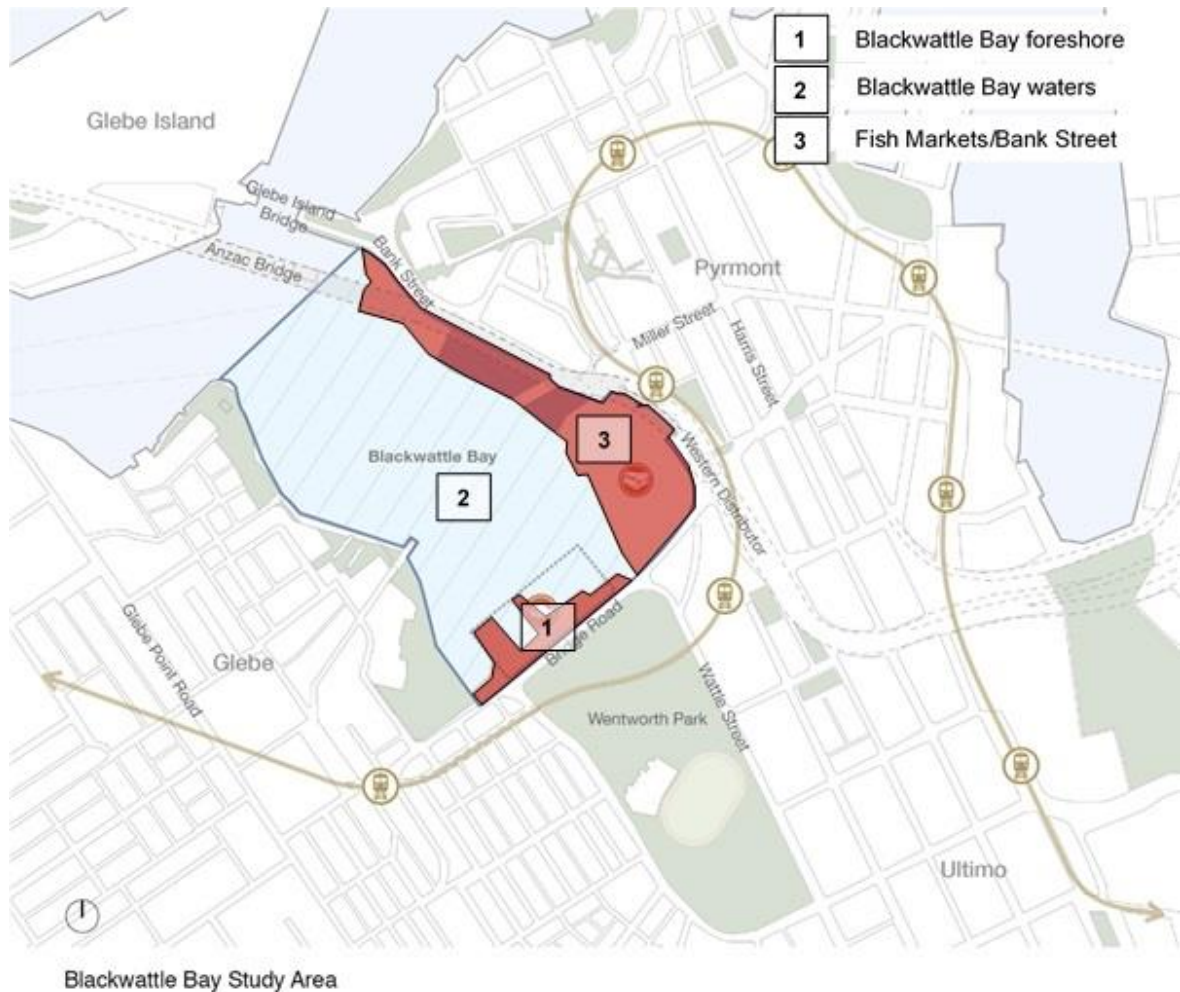 1 Blackwattle Bay foreshore
2 Blackwattle Bay waters
3 Fish Markets/Bank Street
Glebe Island
Glebe Island
Bridge
Anzac Bridge
Bank Street
Pyrmont
Miller Street
Harris Street
3
Blackwattle Bay
2
Western Distributor
1
Bridge Road
Glebe Point Road
Glebe
Wentworth Park
Wattle Street
Ultimo
Blackwattle Bay Study Area